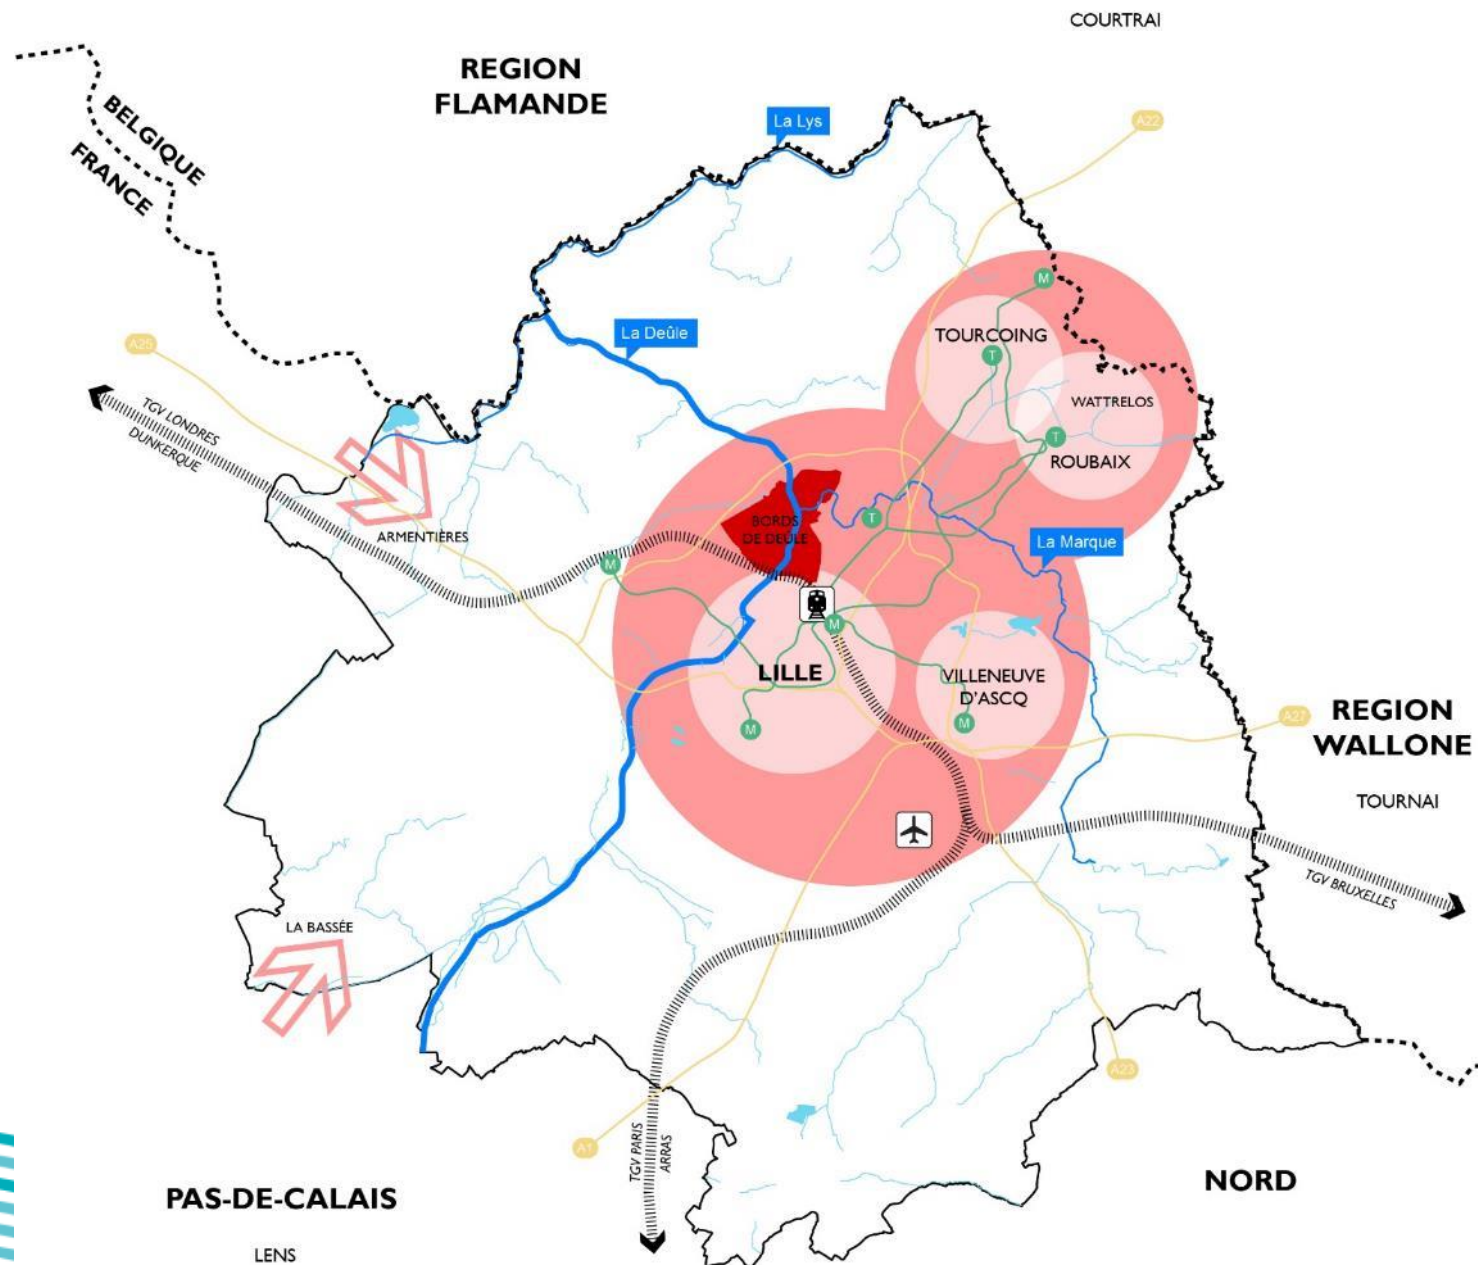 COURTRAI
REGION
FLAMANDE
BELGIQUE
FRANCE
La Lys
A22
M
TOURCOING
T
La Deûle
A25
WATTRELOS
TGV LONDRES
DUNKERQUE
T
ROUBAIX
BORDS
DE DEÛLE
T
ARMENTIÈRES
La Marque
M
M
LILLE
VILLENEUVE
D'ASCQ
M
M
A27
REGION
WALLONE
TOURNAI
TGV BRUXELLES
LA BASSÉE
A23
A1
TGV PARIS
ARRAS
PAS-DE-CALAIS
NORD
LENS